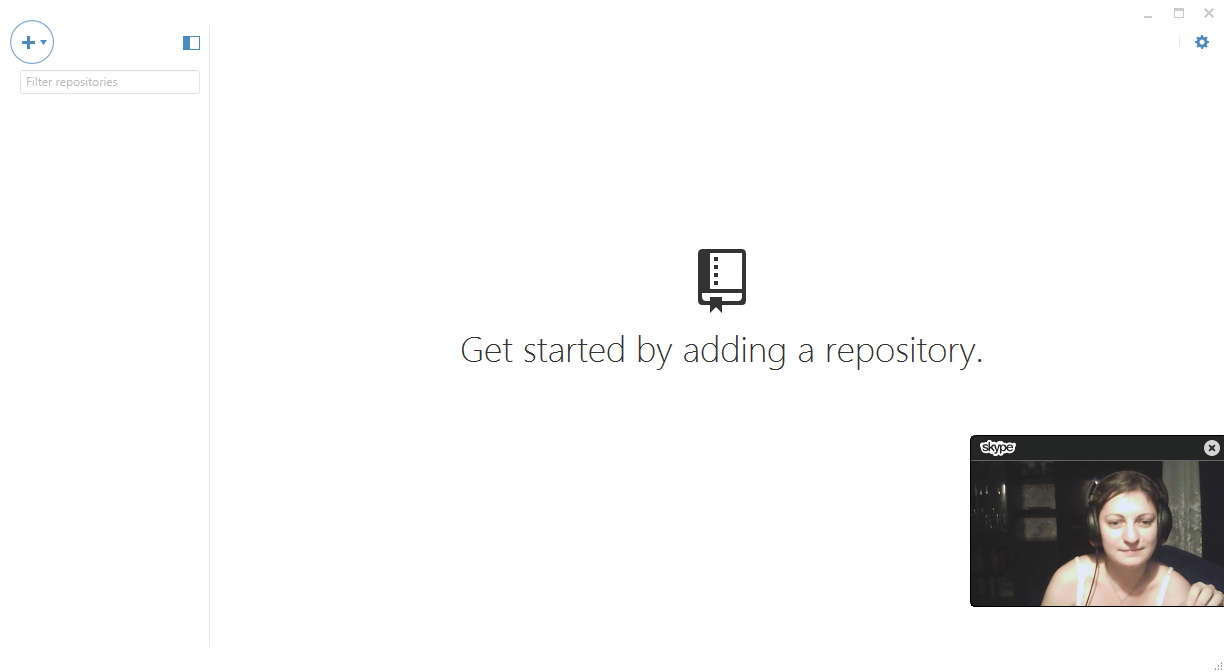 Filter repositories
Get started by adding a repository.
skype